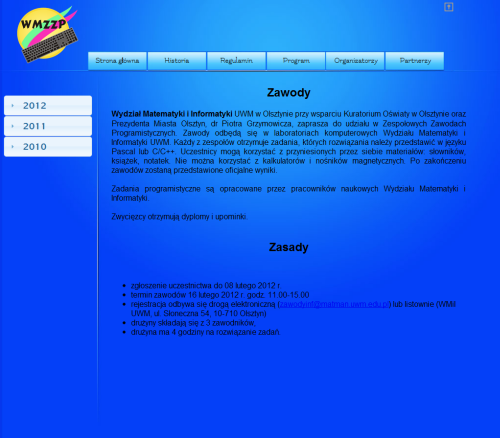 WMZZP
Strona główna Historia Regulamin Program Organizatorzy Partnerzy
2012
2011
2010
Zawody
Wydział Matematyki i Informatyki UWM w Olsztynie przy wsparciu Kuratorium Oświaty w Olsztynie oraz
Prezydenta Miasta Olsztyn, dr Piotra Grzymowicza, zaprasza do udziału w Zespołowych Zawodach
Programistycznych. Zawody odbędą się w laboratoriach komputerowych Wydziału Matematyki i
Informatyki UWM. Każdy z zespołów otrzymuje zadania, których rozwiązania należy przedstawić w języku
Pascal lub C/C++. Uczestnicy mogą korzystać z przyniesionych przez siebie materiałów: słowników,
książek, notatek. Nie można korzystać z kalkulatorów i nośników magnetycznych. Po zakończeniu
zawodów zostaną przedstawione oficjalne wyniki.
Zadania programistyczne są opracowane przez pracowników naukowych Wydziału Matematyki i
Informatyki.
Zwycięzcy otrzymują dyplomy i upominki.
Zasady
zgłoszenie uczestnictwa do 08 lutego 2012 r.
termin zawodów 16 lutego 2012 r. godz. 11:00-15:00
rejestracja odbywa się drogą elektroniczną (zawodyinf@matman.uwm.edu.pl) lub listownie (WMiI
UWM, ul. Słoneczna 54, 10-710 Olsztyn)
drużyny składają się z 3 zawodników,
drużyna ma 4 godziny na rozwiązanie zadań.